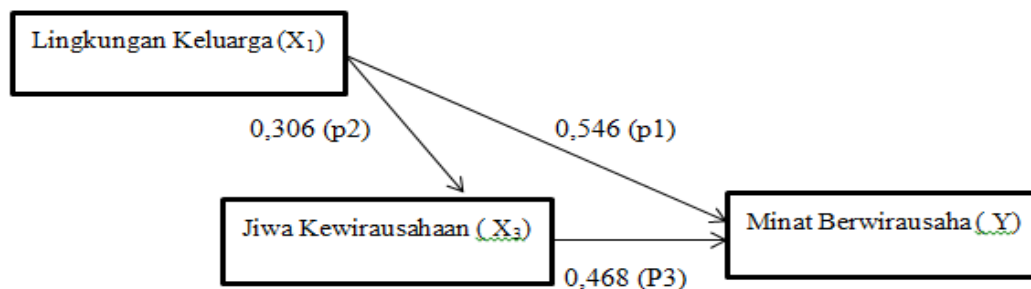 Lingkungan Keluarga (X₁)
0,306 (p2)
0,546 (p1)
Jiwa Kewirausahaan ( X₃)
Minat Berwirausaha ( Y)
0,468 (P3)